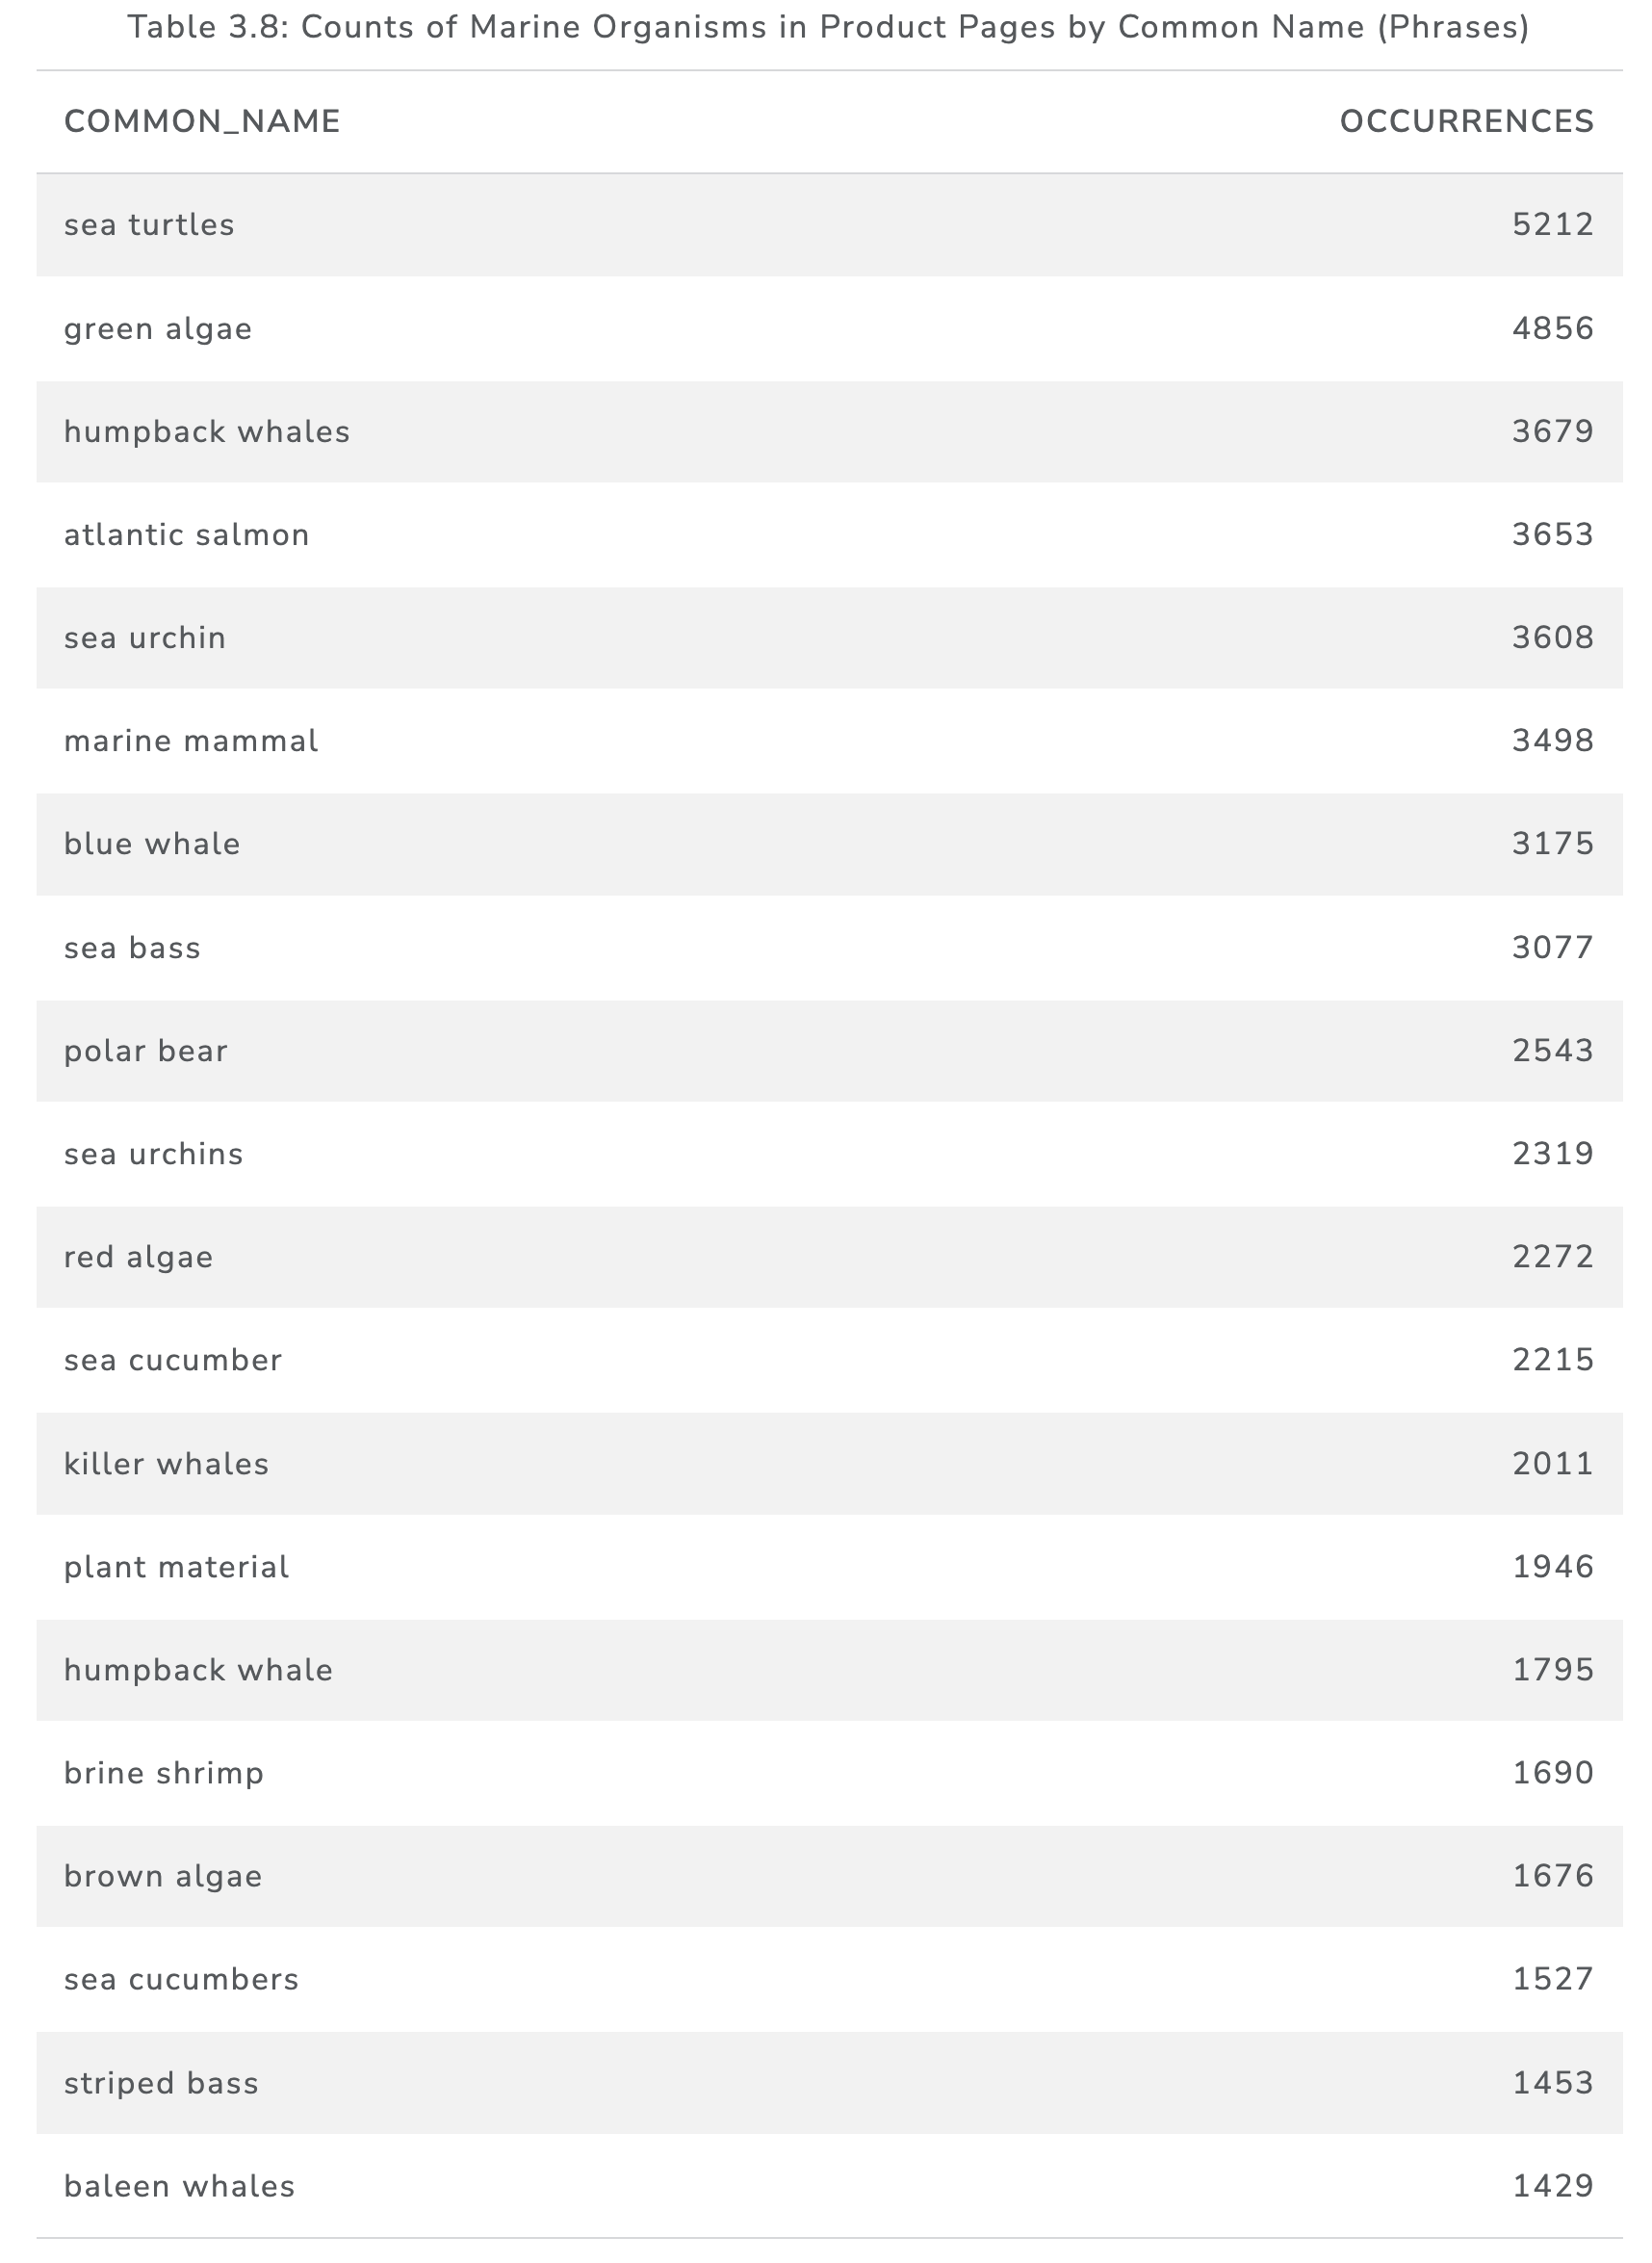 Table 3.8: Counts of Marine Organisms in Product Pages by Common Name (Phrases)
COMMON_NAME OCCURRENCES
sea turtles 5212
green algae 4856
humpback whales 3679
atlantic salmon 3653
sea urchin 3608
marine mammal 3498
blue whale 3175
sea bass 3077
polar bear 2543
sea urchins 2319
red algae 2272
sea cucumber 2215
killer whales 2011
plant material 1946
humpback whale 1795
brine shrimp 1690
brown algae 1676
sea cucumbers 1527
striped bass 1453
baleen whales 1429